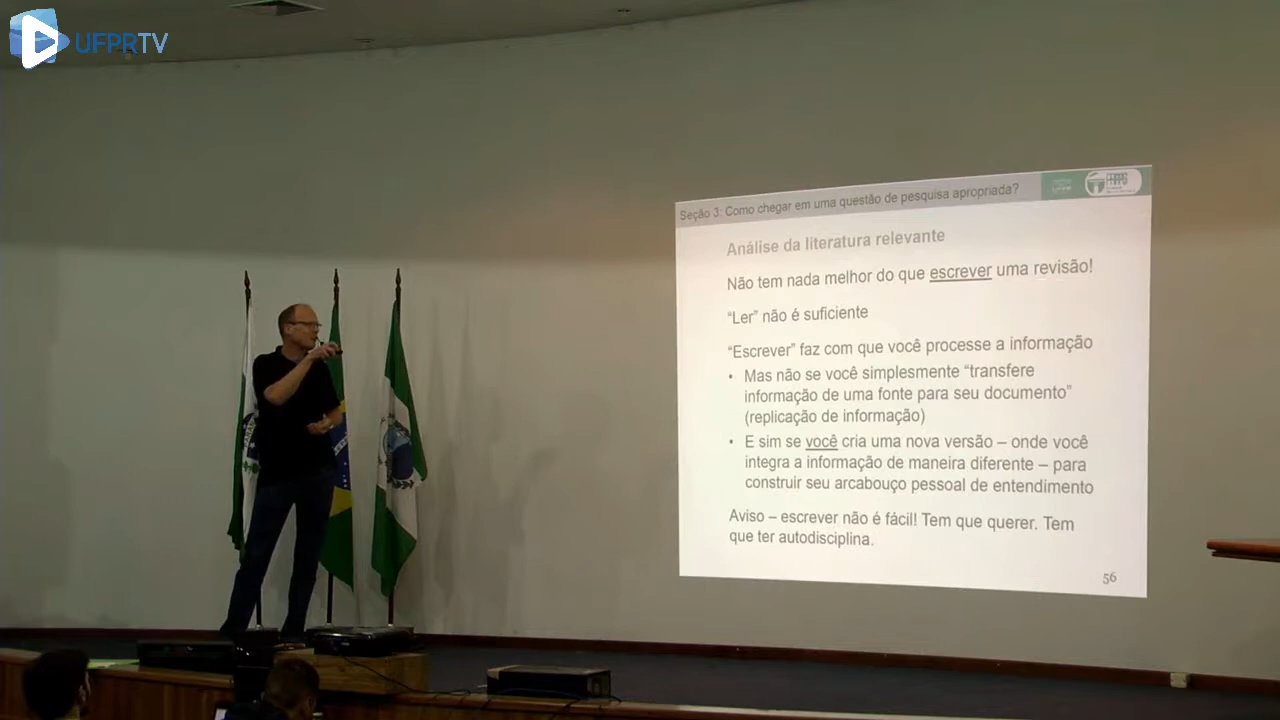 UFPRTV
Seção 3: Como chegar em uma questão de pesquisa apropriada?
PRPPG
Análise da literatura relevante
Não tem nada melhor do que escrever uma revisão!
“Ler” não é suficiente
“Escrever” faz com que você processe a informação
• Mas não se você simplesmente “transfere
informação de uma fonte para seu documento”
(replicação de informação)
• E sim se você cria uma nova versão – onde você
integra a informação de maneira diferente – para
construir seu arcabouço pessoal de entendimento
Aviso – escrever não é fácil! Tem que querer. Tem
que ter autodisciplina.
56